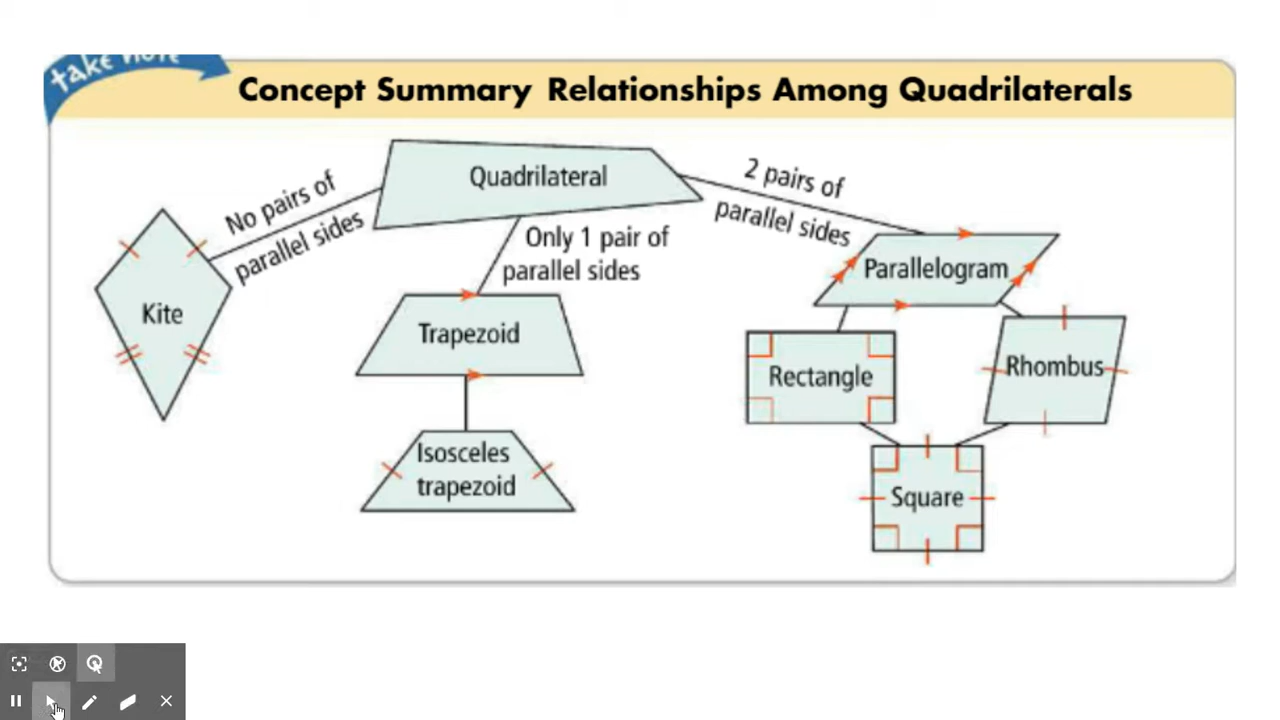 take note
Concept Summary Relationships Among Quadrilaterals
Quadrilateral
No pairs of
parallel sides
2 pairs of
parallel sides
Only 1 pair of
parallel sides
Kite
Trapezoid
Parallelogram
Rectangle
Rhombus
Isosceles
trapezoid
Square